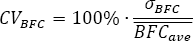 CV_BFC = 100% · σ_BFC / BFC_ave